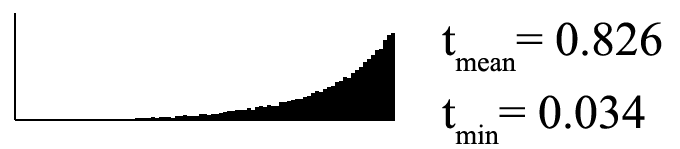 t_mean = 0.826
t_min = 0.034